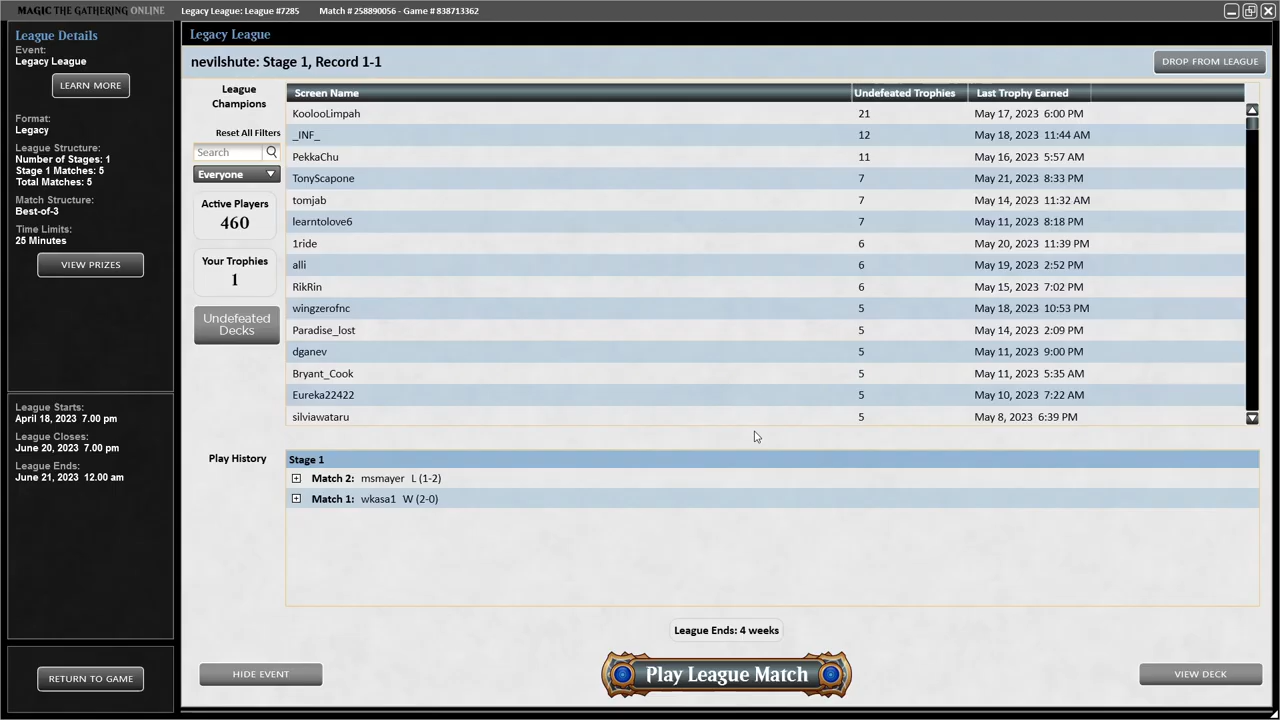 MAGIC THE GATHERING ONLINE
Legacy League: League #7285
Match # 258890056 - Game # 838713362
League Details
Event:
Legacy League
LEARN MORE
Format:
Legacy
League Structure:
Number of Stages: 1
Stage 1 Matches: 5
Total Matches: 5
Match Structure:
Best-of-3
Time Limits:
25 Minutes
VIEW PRIZES
League Starts:
April 18, 2023 7.00 pm
League Closes:
June 20, 2023 7.00 pm
League Ends:
June 21, 2023 12.00 am
RETURN TO GAME
Legacy League
nevilshute: Stage 1, Record 1-1
DROP FROM LEAGUE
League
Champions
Reset All Filters
Search
Everyone
Active Players
460
Your Trophies
1
Undefeated
Decks
Screen Name Undefeated Trophies Last Trophy Earned
KoolooLimpah 21 May 17, 2023 6:00 PM
_INF_ 12 May 18, 2023 11:44 AM
PekkaChu 11 May 16, 2023 5:57 AM
TonyScapone 7 May 21, 2023 8:33 PM
tomjab 7 May 14, 2023 11:32 AM
learntolove6 7 May 11, 2023 8:18 PM
1ride 6 May 20, 2023 11:39 PM
alli 6 May 19, 2023 2:52 PM
RikRin 6 May 15, 2023 7:02 PM
wingzerofnc 5 May 18, 2023 10:53 PM
Paradise_lost 5 May 14, 2023 2:09 PM
dganev 5 May 11, 2023 9:00 PM
Bryant_Cook 5 May 11, 2023 5:35 AM
Eureka22422 5 May 10, 2023 7:22 AM
silviawataru 5 May 8, 2023 6:39 PM
Play History
Stage 1
Match 2: msmayer L (1-2)
Match 1: wkasa1 W (2-0)
League Ends: 4 weeks
HIDE EVENT
Play League Match
VIEW DECK